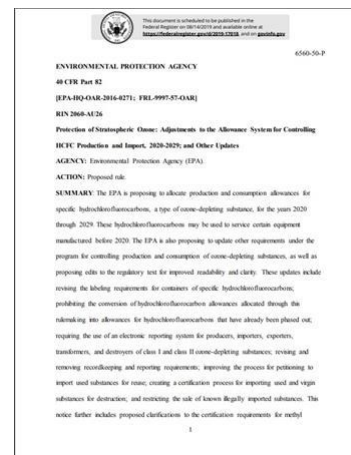 This document is scheduled to be published in the
Federal Register on 08/14/2019 and available online at
https://federalregister.gov/d/2019-17018, and on govinfo.gov
6560-50-P
ENVIRONMENTAL PROTECTION AGENCY
40 CFR Part 82
[EPA-HQ-OAR-2016-0271; FRL-9997-57-OAR]
RIN 2060-AU26
Protection of Stratospheric Ozone: Adjustments to the Allowance System for Controlling
HCFC Production and Import, 2020-2029; and Other Updates
AGENCY: Environmental Protection Agency (EPA).
ACTION: Proposed rule.
SUMMARY: The EPA is proposing to allocate production and consumption allowances for
specific hydrochlorofluorocarbons, a type of ozone-depleting substance, for the years 2020
through 2029. These hydrochlorofluorocarbons may be used to service certain equipment
manufactured before 2020. The EPA is also proposing to update other requirements under the
program for controlling production and consumption of ozone-depleting substances, as well as
proposing edits to the regulatory text for improved readability and clarity. These updates include
revising the labeling requirements for containers of specific hydrochlorofluorocarbons;
prohibiting the conversion of hydrochlorofluorocarbon allowances allocated through this
rulemaking into allowances for hydrochlorofluorocarbons that have already been phased out;
requiring the use of an electronic reporting system for producers, importers, exporters,
transformers, and destroyers of class I and class II ozone-depleting substances; revising and
removing recordkeeping and reporting requirements; improving the process for petitioning to
import used substances for reuse; creating a certification process for importing used and virgin
substances for destruction; and restricting the sale of known illegally imported substances. This
notice further includes proposed clarifications to the certification requirements for methyl
1